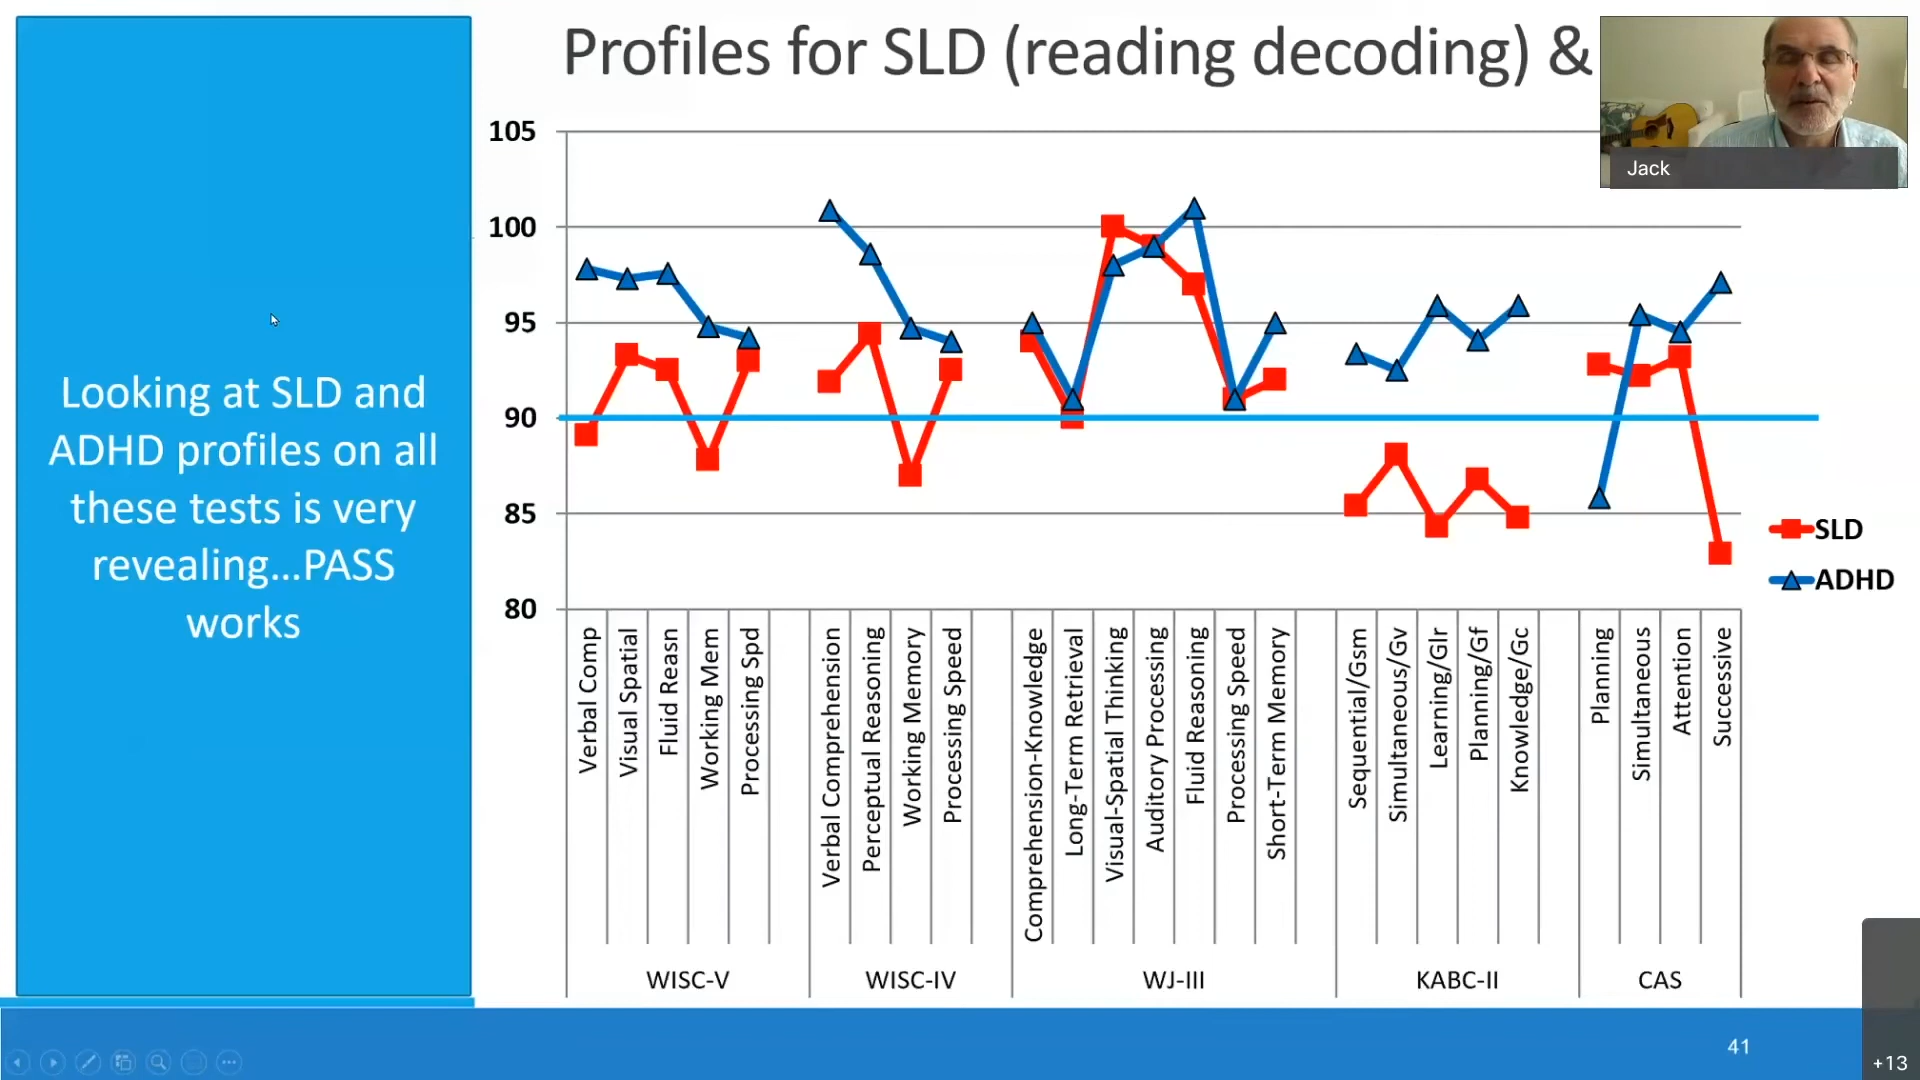 Profiles for SLD (reading decoding) &
Jack
Looking at SLD and
ADHD profiles on all
these tests is very
revealing...PASS
works
105
100
95
90
85
80
SLD
ADHD
Verbal Comp
Visual Spatial
Fluid Reasn
Working Mem
Processing Spd
Verbal Comprehension
Perceptual Reasoning
Working Memory
Processing Speed
Comprehension-Knowledge
Long-Term Retrieval
Visual-Spatial Thinking
Auditory Processing
Fluid Reasoning
Processing Speed
Short-Term Memory
Sequential/Gsm
Simultaneous/Gv
Learning/Glr
Planning/Gf
Knowledge/Gc
Planning
Simultaneous
Attention
Successive
WISC-V
WISC-IV
WJ-III
KABC-II
CAS
41
+13